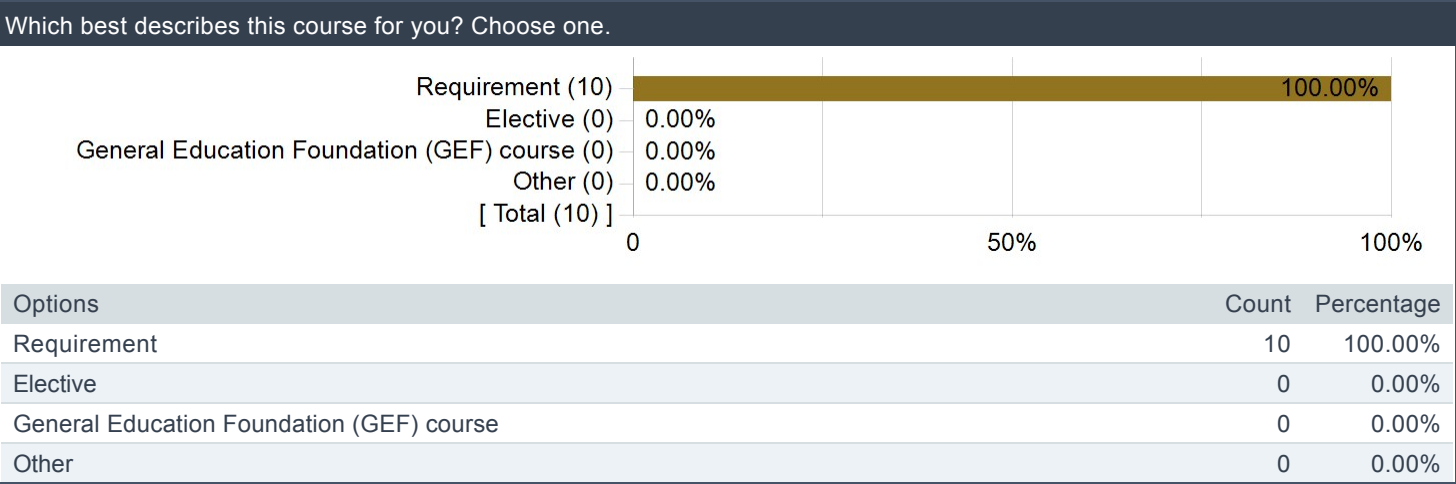 Which best describes this course for you? Choose one.
Requirement (10) 100.00%
Elective (0) 0.00%
General Education Foundation (GEF) course (0) 0.00%
Other (0) 0.00%
[ Total (10) ]
0 50% 100%
Options Count Percentage
Requirement 10 100.00%
Elective 0 0.00%
General Education Foundation (GEF) course 0 0.00%
Other 0 0.00%